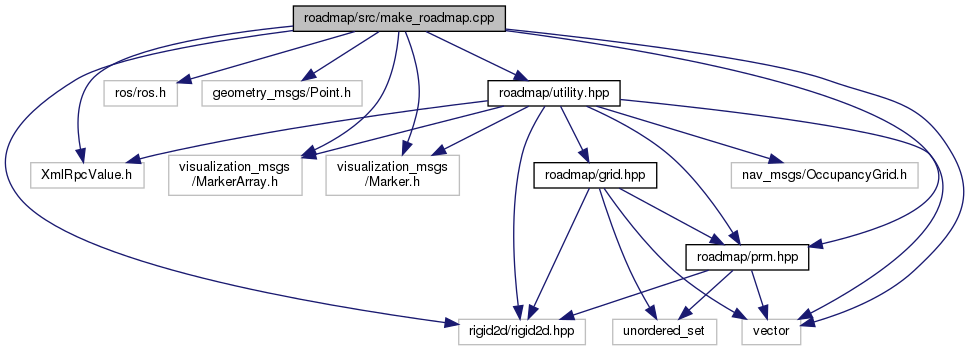 roadmap/src/make_roadmap.cpp
ros/ros.h
geometry_msgs/Point.h
roadmap/utility.hpp
XmlRpcValue.h
visualization_msgs
/MarkerArray.h
visualization_msgs
/Marker.h
roadmap/grid.hpp
nav_msgs/OccupancyGrid.h
roadmap/prm.hpp
rigid2d/rigid2d.hpp
unordered_set
vector